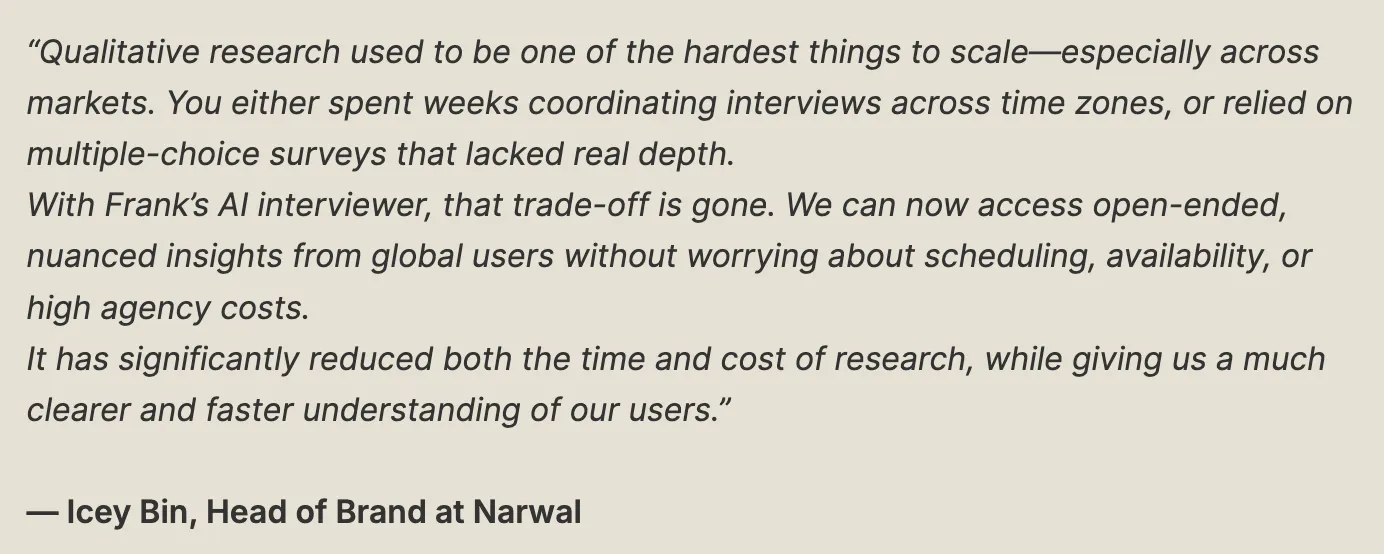 “Qualitative research used to be one of the hardest things to scale—especially across
markets. You either spent weeks coordinating interviews across time zones, or relied on
multiple-choice surveys that lacked real depth.
With Frank’s AI interviewer, that trade-off is gone. We can now access open-ended,
nuanced insights from global users without worrying about scheduling, availability, or
high agency costs.
It has significantly reduced both the time and cost of research, while giving us a much
clearer and faster understanding of our users.”
— Icey Bin, Head of Brand at Narwal